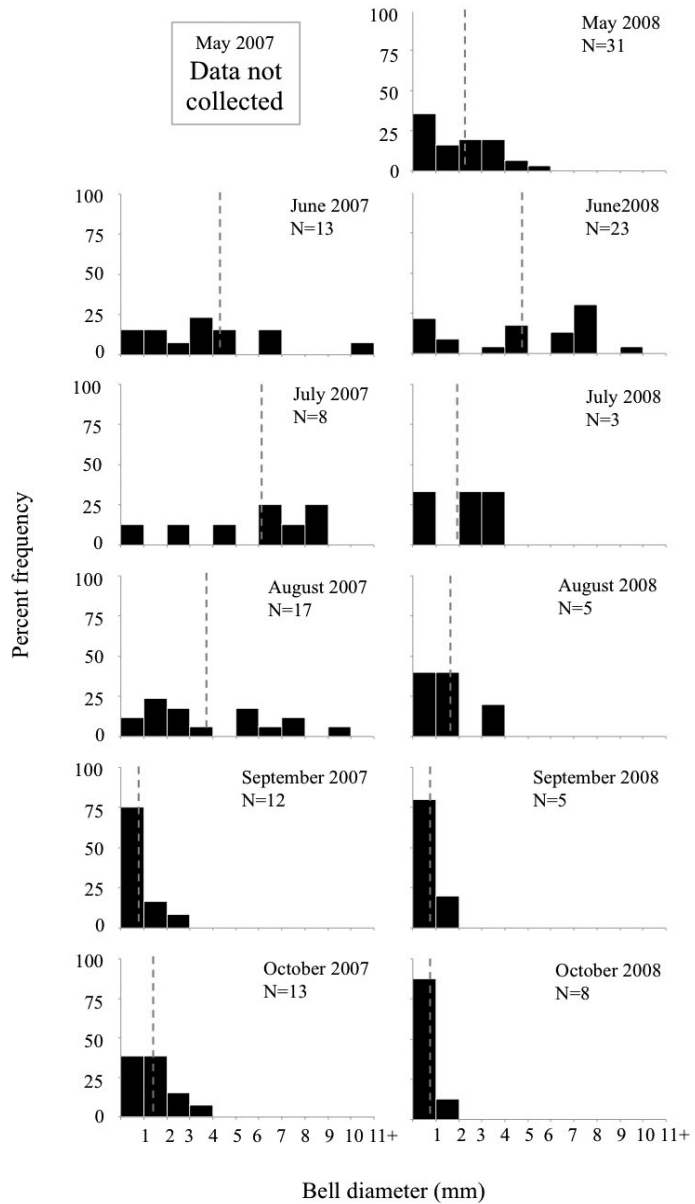 May 2007
Data not
collected
100
75
50
25
0
May 2008
N=31
100
75
50
25
0
June 2007
N=13
June2008
N=23
100
75
50
25
0
July 2007
N=8
July 2008
N=3
100
75
50
25
0
August 2007
N=17
August 2008
N=5
100
75
50
25
0
September 2007
N=12
September 2008
N=5
100
75
50
25
0
October 2007
N=13
October 2008
N=8
1 2 3 4 5 6 7 8 9 10 11+
1 2 3 4 5 6 7 8 9 10 11+
Percent frequency
Bell diameter (mm)